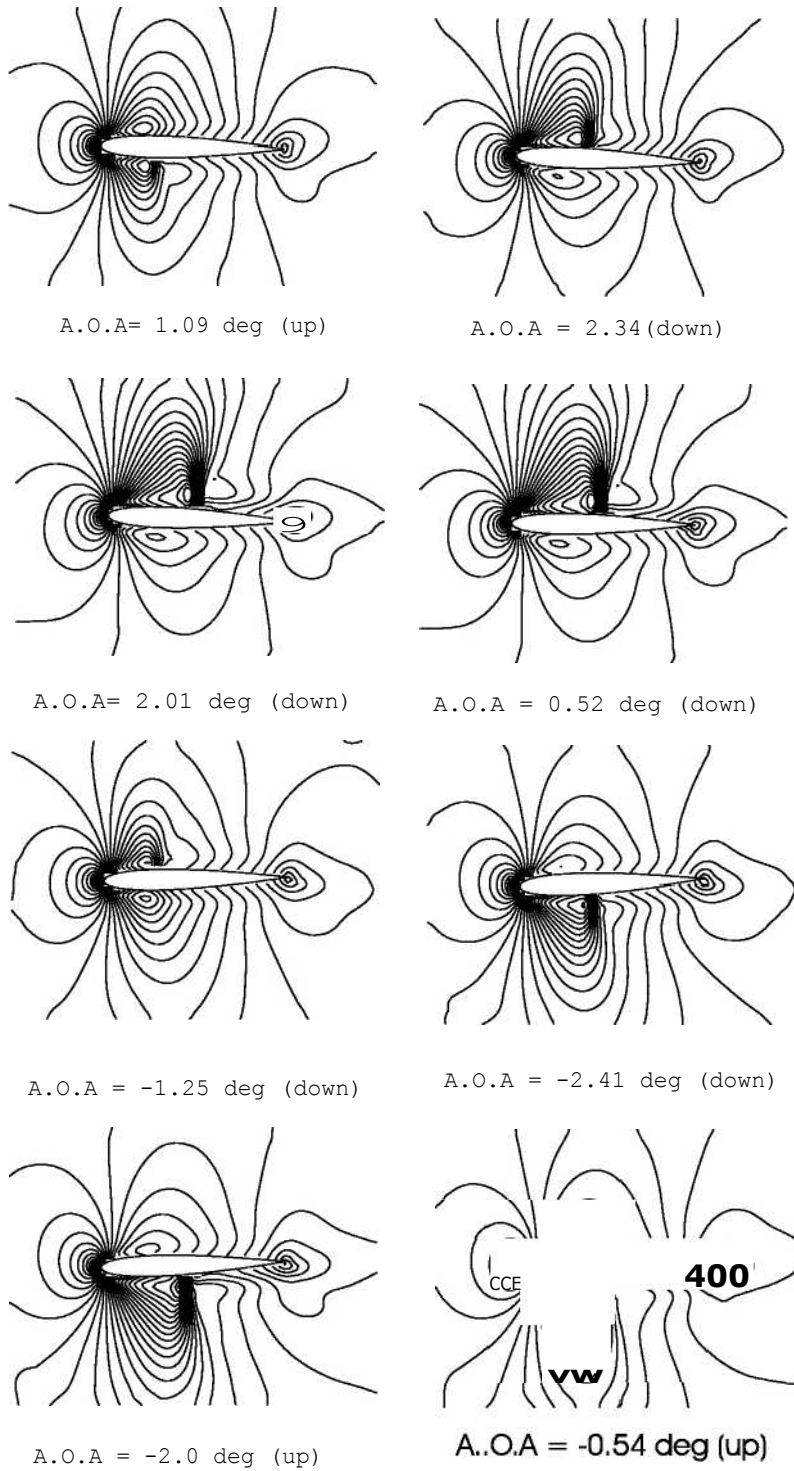 A.O.A= 1.09 deg (up)
A.O.A = 2.34(down)
A.O.A= 2.01 deg (down)
A.O.A = 0.52 deg (down)
A.O.A = -1.25 deg (down)
A.O.A = -2.41 deg (down)
CCE
400
VW
A.O.A = -2.0 deg (up)
A..O.A = -0.54 deg (up)